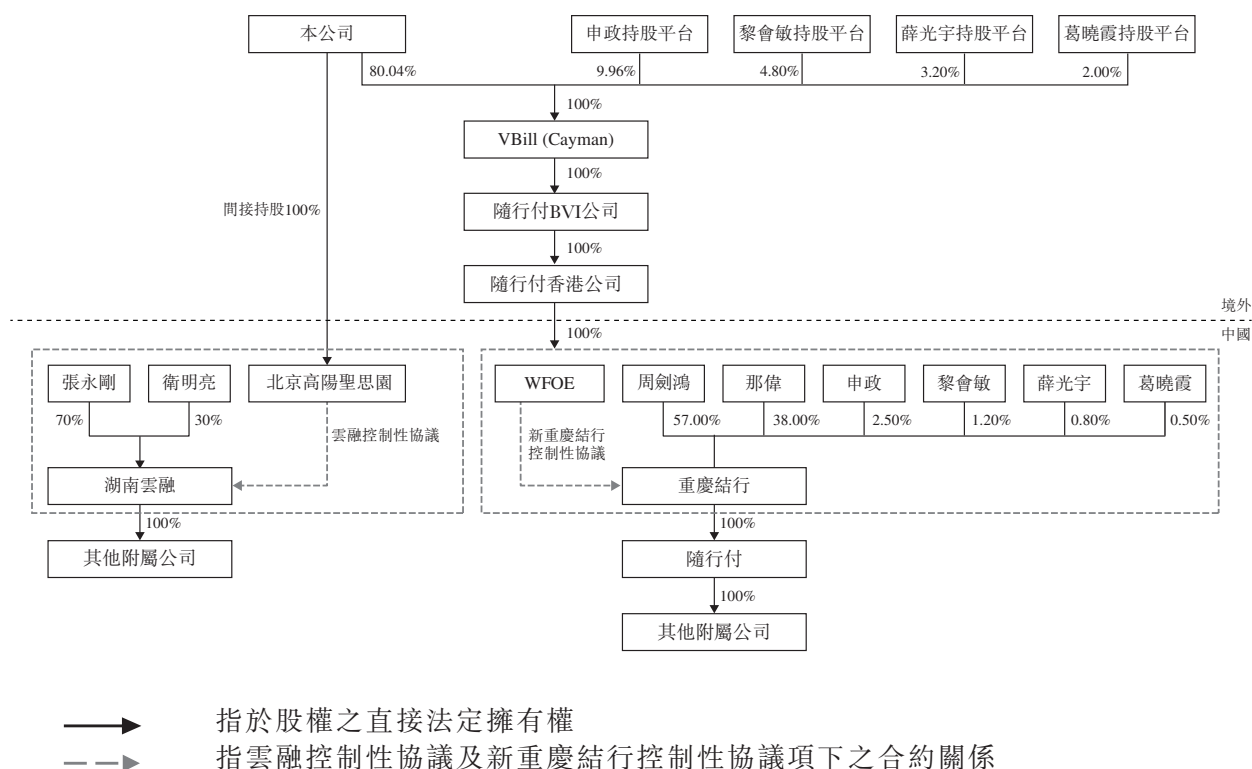 本公司
申政持股平台
黎會敏持股平台
薛光宇持股平台
葛曉霞持股平台
80.04%
9.96%
4.80%
3.20%
2.00%
100%
VBill (Cayman)
100%
間接持股100%
隨行付BVI公司
100%
隨行付香港公司
境外
100%
中國
張永剛
衛明亮
北京高陽聖思園
WFOE
周劍鴻
那偉
申政
黎會敏
薛光宇
葛曉霞
70%
30%
雲融控制性協議
新重慶結行
控制性協議
57.00%
38.00%
2.50%
1.20%
0.80%
0.50%
湖南雲融
重慶結行
100%
100%
其他附屬公司
隨行付
100%
其他附屬公司
指於股權之直接法定擁有權
指雲融控制性協議及新重慶結行控制性協議項下之合約關係